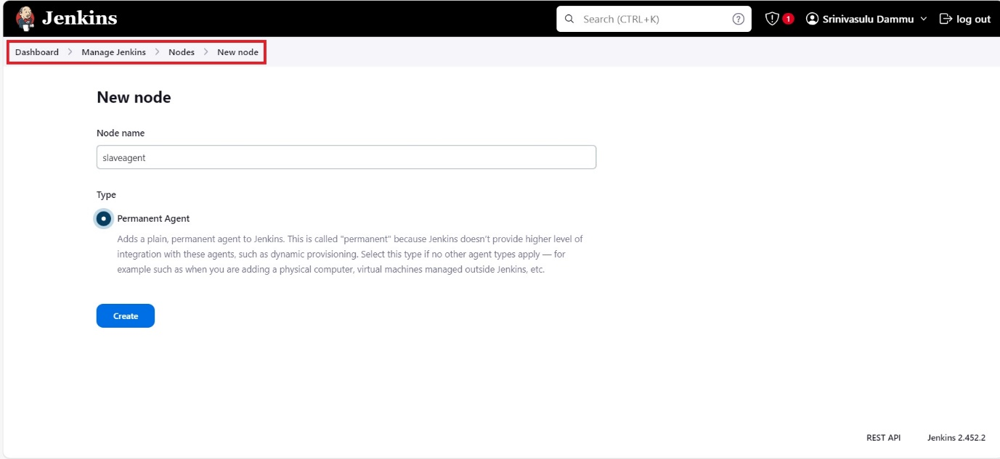 Jenkins
Search (CTRL+K)
1
Srinivasulu Dammu
log out
Dashboard > Manage Jenkins > Nodes > New node
New node
Node name
slaveagent
Type
Permanent Agent
Adds a plain, permanent agent to Jenkins. This is called "permanent" because Jenkins doesn't provide higher level of
integration with these agents, such as dynamic provisioning. Select this type if no other agent types apply — for
example such as when you are adding a physical computer, virtual machines managed outside Jenkins, etc.
Create
REST API
Jenkins 2.452.2